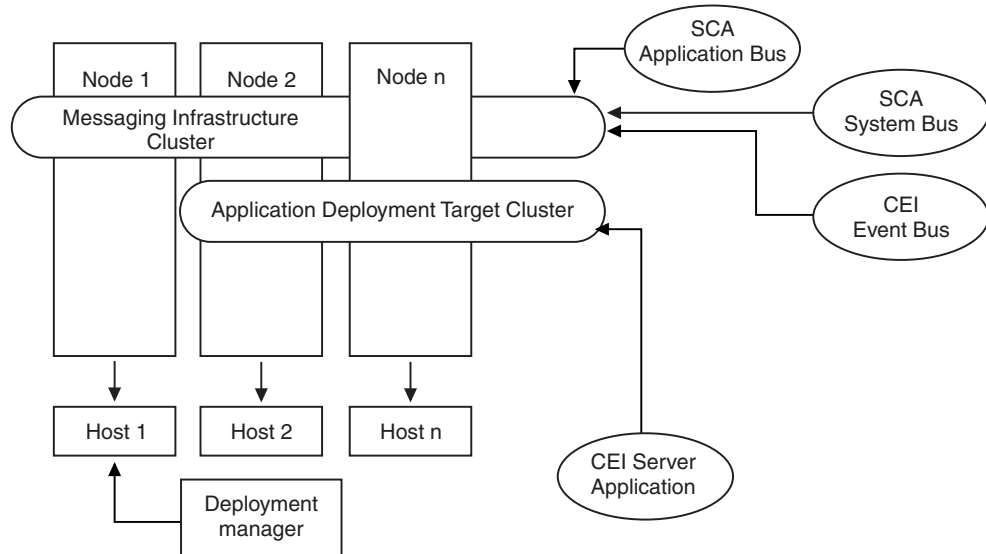 SCA
Application Bus
Node 1
Node 2
Node n
SCA
System Bus
Messaging Infrastructure
Cluster
Application Deployment Target Cluster
CEI
Event Bus
Host 1
Host 2
Host n
CEI Server
Application
Deployment
manager